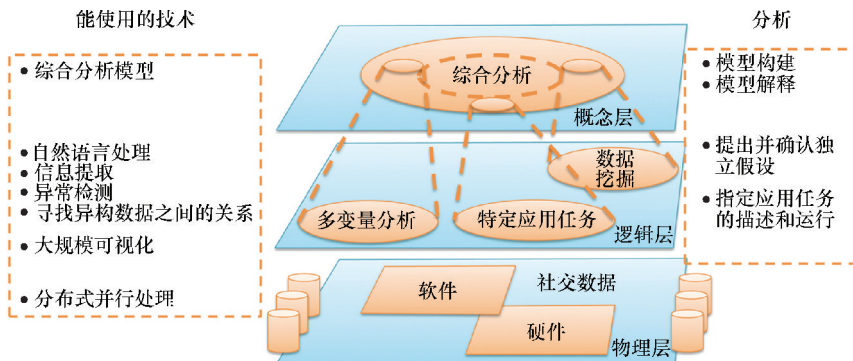 能使用的技术
• 综合分析模型
• 自然语言处理
• 信息提取
• 异常检测
• 寻找异构数据之间的关系
• 大规模可视化
• 分布式并行处理
综合分析
概念层
数据
挖掘
多变量分析
特定应用任务
逻辑层
软件
社交数据
硬件
物理层
分析
• 模型构建
• 模型解释
• 提出并确认独
立假设
• 指定应用任务
的描述和运行